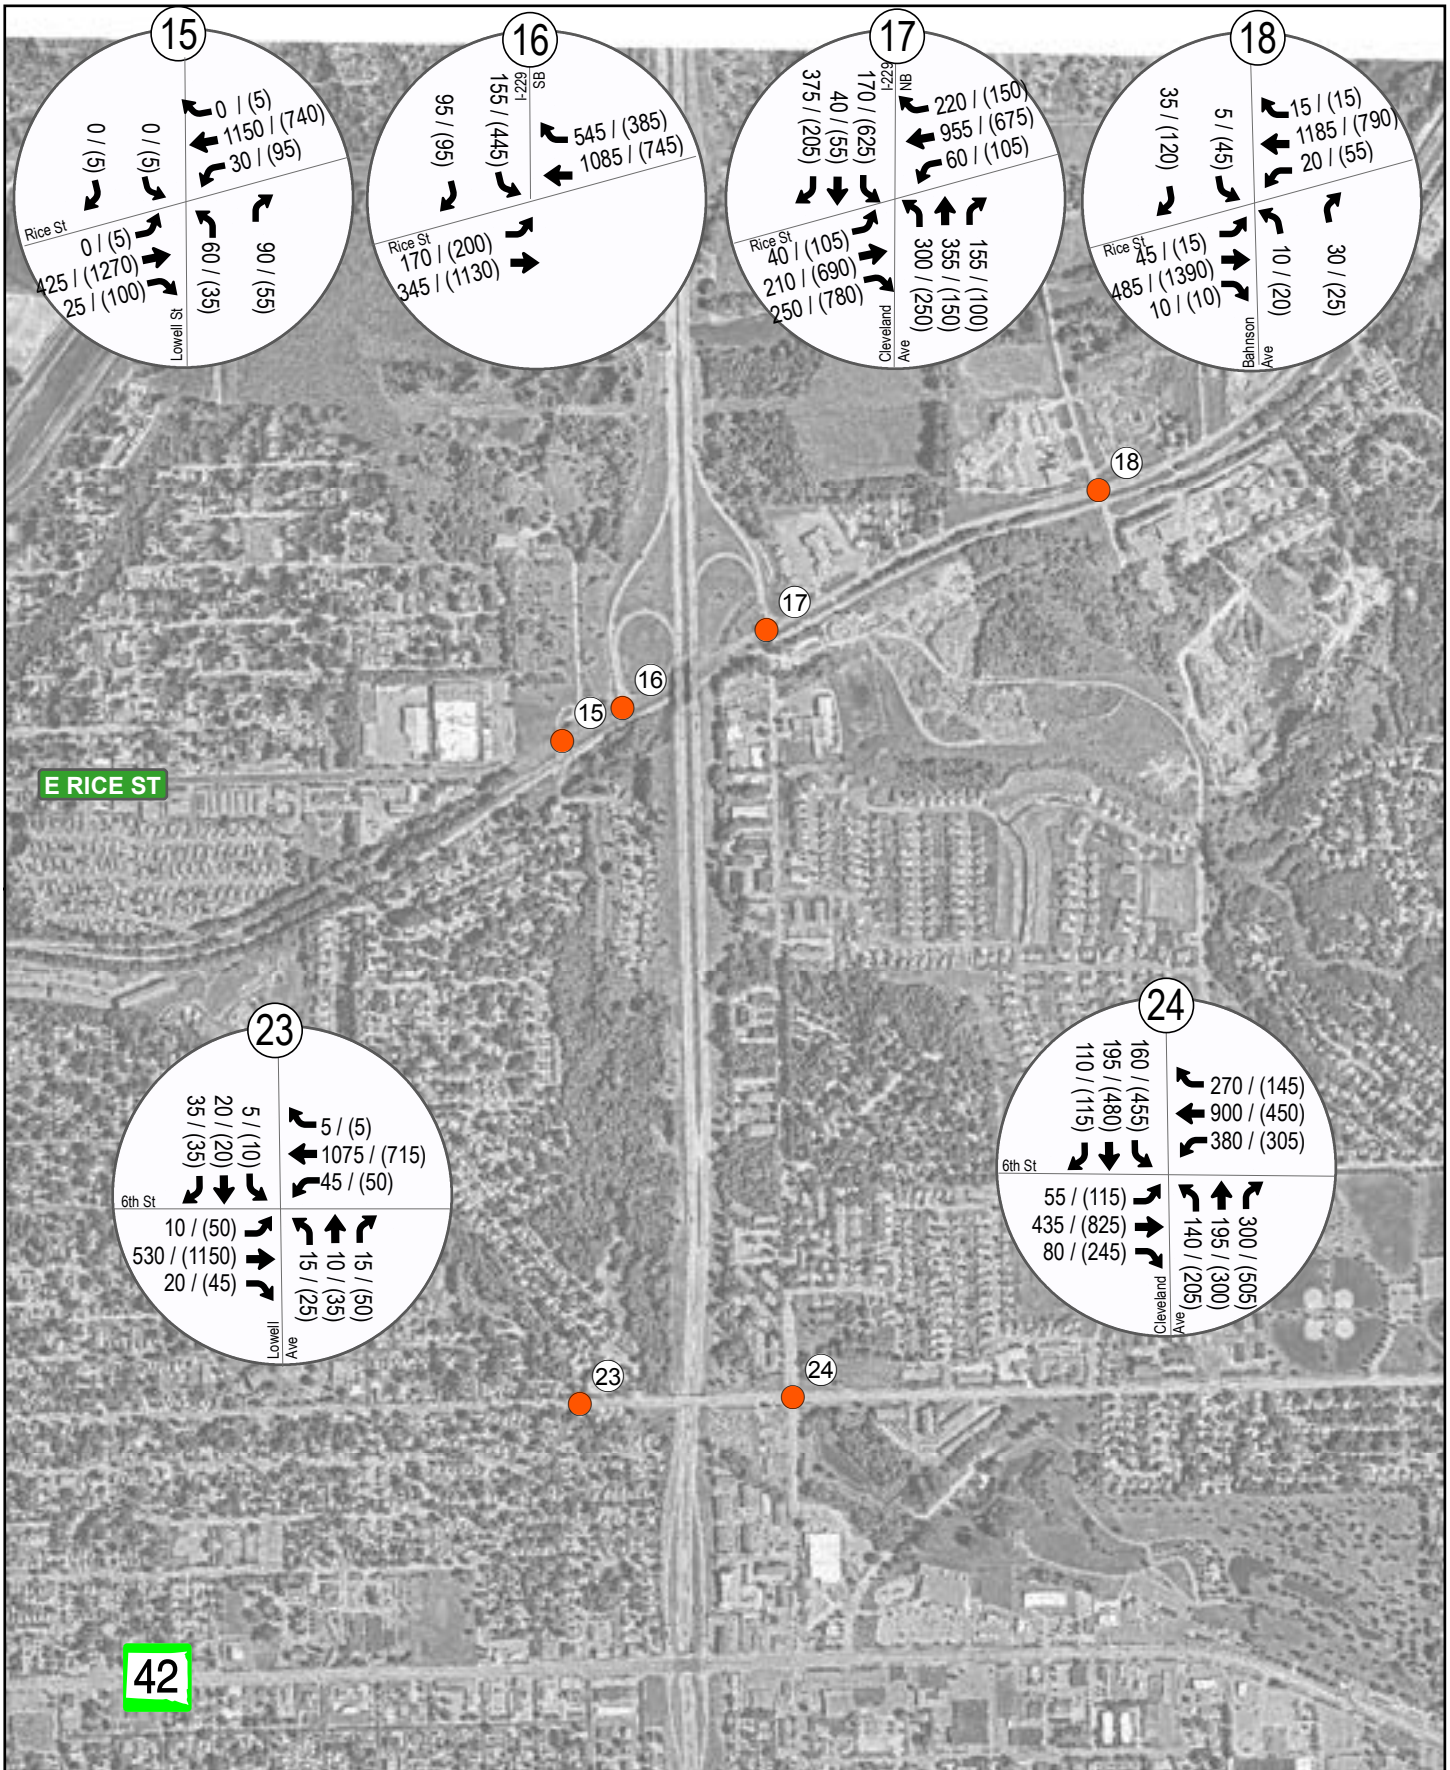 15
0 / (5)
0 / (5)
0 / (5)
1150 / (740)
30 / (95)
Rice St
0 / (5)
425 / (1270)
25 / (100)
Lowell St
60 / (35)
90 / (55)
16
I-229
SB
95 / (95)
155 / (445)
545 / (385)
1085 / (745)
Rice St
170 / (200)
345 / (1130)
17
I-229
NB
375 / (205)
40 / (55)
170 / (625)
220 / (150)
955 / (675)
60 / (105)
Rice St
40 / (105)
210 / (690)
250 / (780)
Cleveland
Ave
300 / (250)
355 / (150)
155 / (100)
18
35 / (120)
5 / (45)
15 / (15)
1185 / (790)
20 / (55)
Rice St
45 / (15)
485 / (1390)
10 / (10)
Bahnson
Ave
10 / (20)
30 / (25)
18
17
16
15
E RICE ST
23
35 / (35)
20 / (20)
5 / (10)
5 / (5)
1075 / (715)
45 / (50)
6th St
10 / (50)
530 / (1150)
20 / (45)
Lowell
Ave
15 / (25)
10 / (35)
15 / (50)
24
110 / (115)
195 / (480)
160 / (455)
270 / (145)
900 / (450)
380 / (305)
6th St
55 / (115)
435 / (825)
80 / (245)
Cleveland
Ave
140 / (205)
195 / (300)
300 / (505)
23
24
42